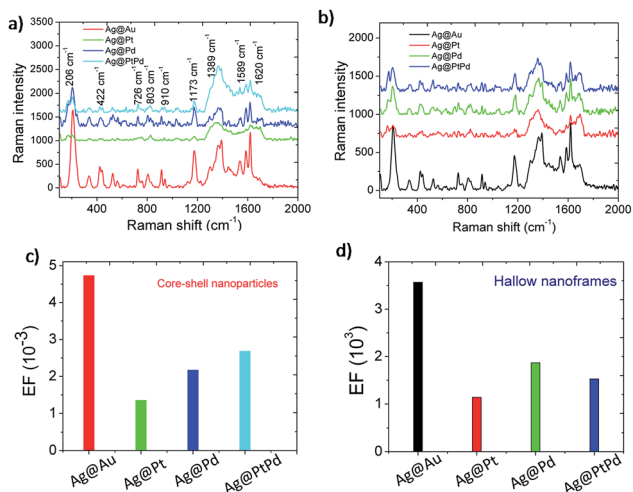 a)
3500
3000
2500
2000
1500
1000
500
0
Raman intensity
Ag@Au
Ag@Pt
Ag@Pd
Ag@PtPd
206 cm⁻¹
422 cm⁻¹
726 cm⁻¹
803 cm⁻¹
910 cm⁻¹
1173 cm⁻¹
1389 cm⁻¹
1589 cm⁻¹
1620 cm⁻¹
400 800 1200 1600 2000
Raman shift (cm⁻¹)
b)
2000
1500
1000
500
0
Raman intensity
Ag@Au
Ag@Pt
Ag@Pd
Ag@PtPd
400 800 1200 1600 2000
Raman shift (cm⁻¹)
c)
5
4
3
2
1
0
EF (10⁻³)
Core-shell nanoparticles
Ag@Au
Ag@Pt
Ag@Pd
Ag@PtPd
d)
4
3
2
1
0
EF (10³)
Hallow nanoframes
Ag@Au
Ag@Pt
Ag@Pd
Ag@PtPd